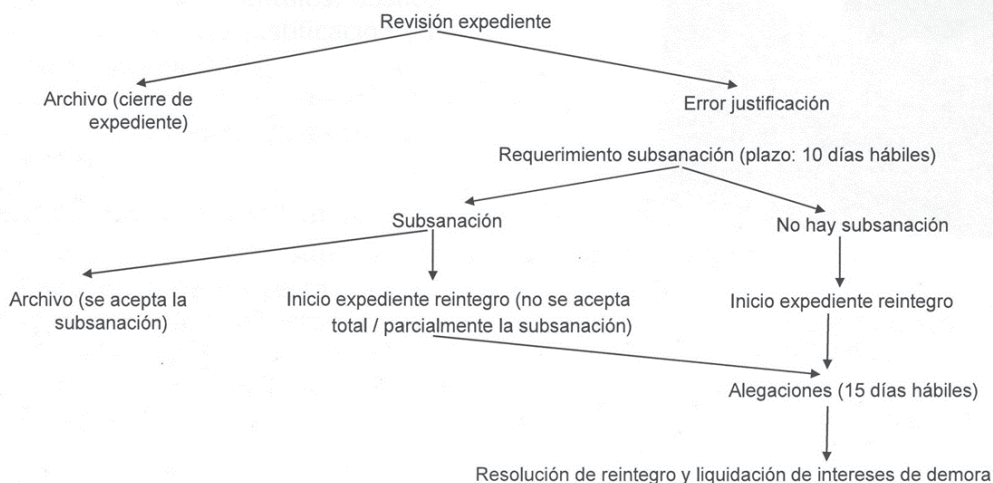 Revisión expediente
Archivo (cierre de
expediente)
Error justificación
Requerimiento subsanación (plazo: 10 días hábiles)
Subsanación
No hay subsanación
Archivo (se acepta la
subsanación)
Inicio expediente reintegro (no se acepta
total / parcialmente la subsanación)
Inicio expediente reintegro
Alegaciones (15 días hábiles)
Resolución de reintegro y liquidación de intereses de demora